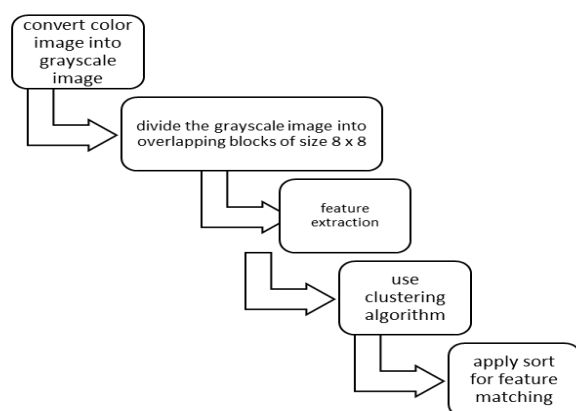 convert color
image into
grayscale
image
divide the grayscale image into
overlapping blocks of size 8 x 8
feature
extraction
use
clustering
algorithm
apply sort
for feature
matching